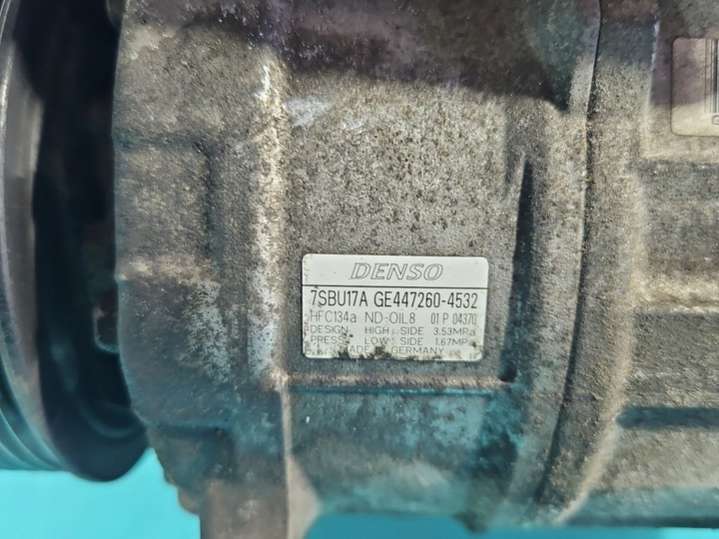 DENSO
7SBU17A GE447260-4532
HFC134a ND-OIL8 01 P 04370
DESIGN HIGH SIDE 3.53MPa
PRESS LOW SIDE 1.67MPa
MADE GERMANY